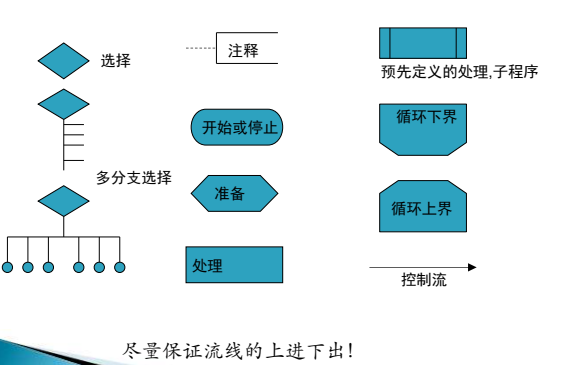 选择
多分支选择
注释
开始或停止
准备
处理
预先定义的处理,子程序
循环下界
循环上界
控制流
尽量保证流线的上进下出!